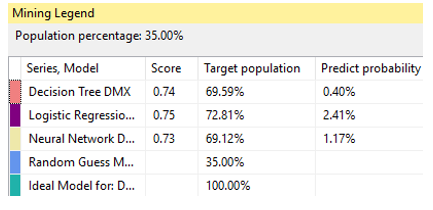 Mining Legend
Population percentage: 35.00%
Series, Model Score Target population Predict probability
Decision Tree DMX 0.74 69.59% 0.40%
Logistic Regressio... 0.75 72.81% 2.41%
Neural Network D... 0.73 69.12% 1.17%
Random Guess M... 35.00%
Ideal Model for: D... 100.00%